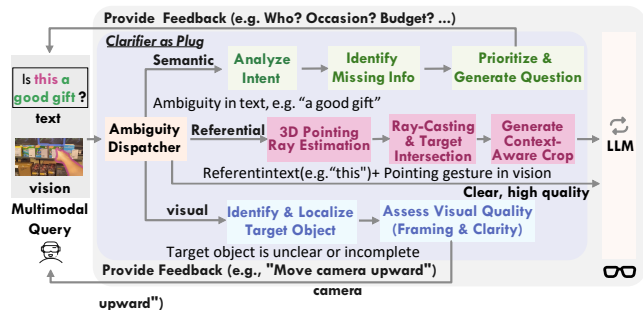 Provide Feedback (e.g. Who? Occasion? Budget? ...)
Clarifier as Plug
Is this a
good gift?
text
vision
Multimodal
Query
Ambiguity
Dispatcher
Semantic
Analyze
Intent
Identify
Missing Info
Prioritize &
Generate Question
Ambiguity in text, e.g. “a good gift”
Referential
3D Pointing
Ray Estimation
Ray-Casting
& Target
Intersection
Generate
Context-
Aware Crop
Referentintext(e.g.“this")+ Pointing gesture in vision
Clear, high quality
LLM
visual
Identify & Localize
Target Object
Assess Visual Quality
(Framing & Clarity)
Target object is unclear or incomplete
Provide Feedback (e.g., "Move camera upward")
camera
upward")